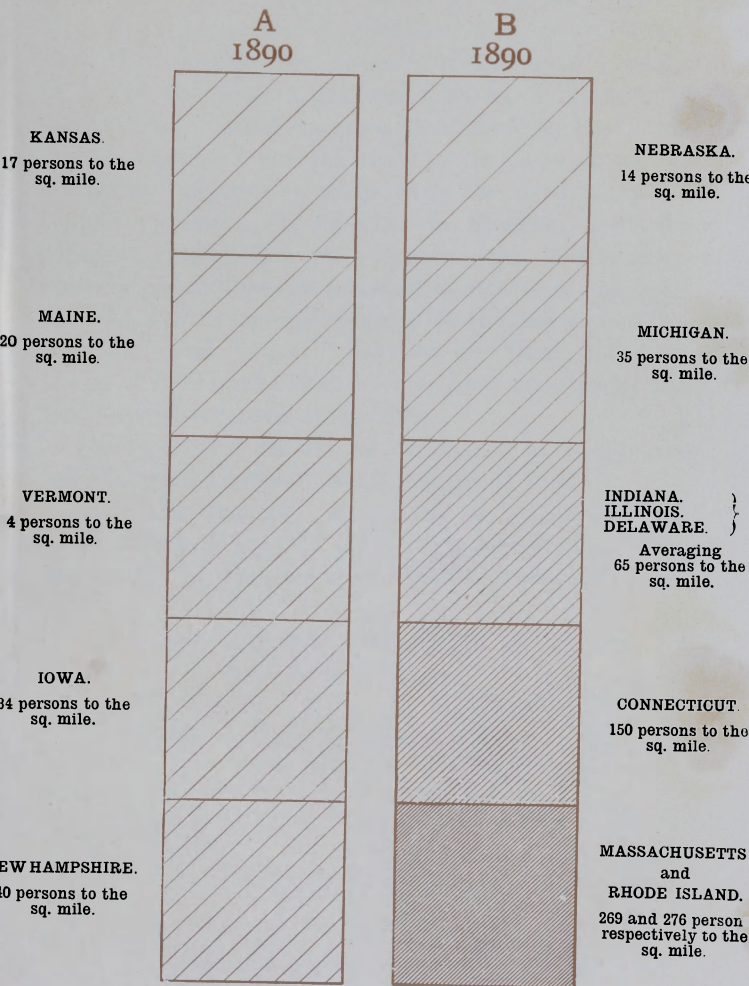 A
1890
KANSAS.
17 persons to the
sq. mile.
MAINE.
20 persons to the
sq. mile.
VERMONT.
4 persons to the
sq. mile.
IOWA.
34 persons to the
sq. mile.
EW HAMPSHIRE.
40 persons to the
sq. mile.
B
1890
NEBRASKA.
14 persons to the
sq. mile.
MICHIGAN.
35 persons to the
sq. mile.
INDIANA.
ILLINOIS.
DELAWARE.
Averaging
65 persons to the
sq. mile.
CONNECTICUT.
150 persons to the
sq. mile.
MASSACHUSETTS
and
RHODE ISLAND.
269 and 276 person
respectively to the
sq. mile.